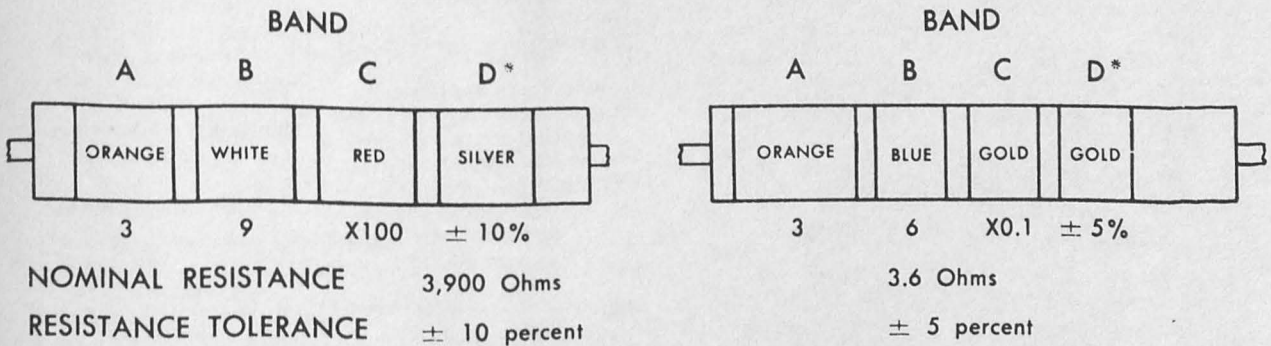 BAND BAND
A B C D* A B C D*
ORANGE WHITE RED SILVER ORANGE BLUE GOLD GOLD
3 9 X100 ± 10% 3 6 X0.1 ± 5%
NOMINAL RESISTANCE 3,900 Ohms 3.6 Ohms
RESISTANCE TOLERANCE ± 10 percent ± 5 percent